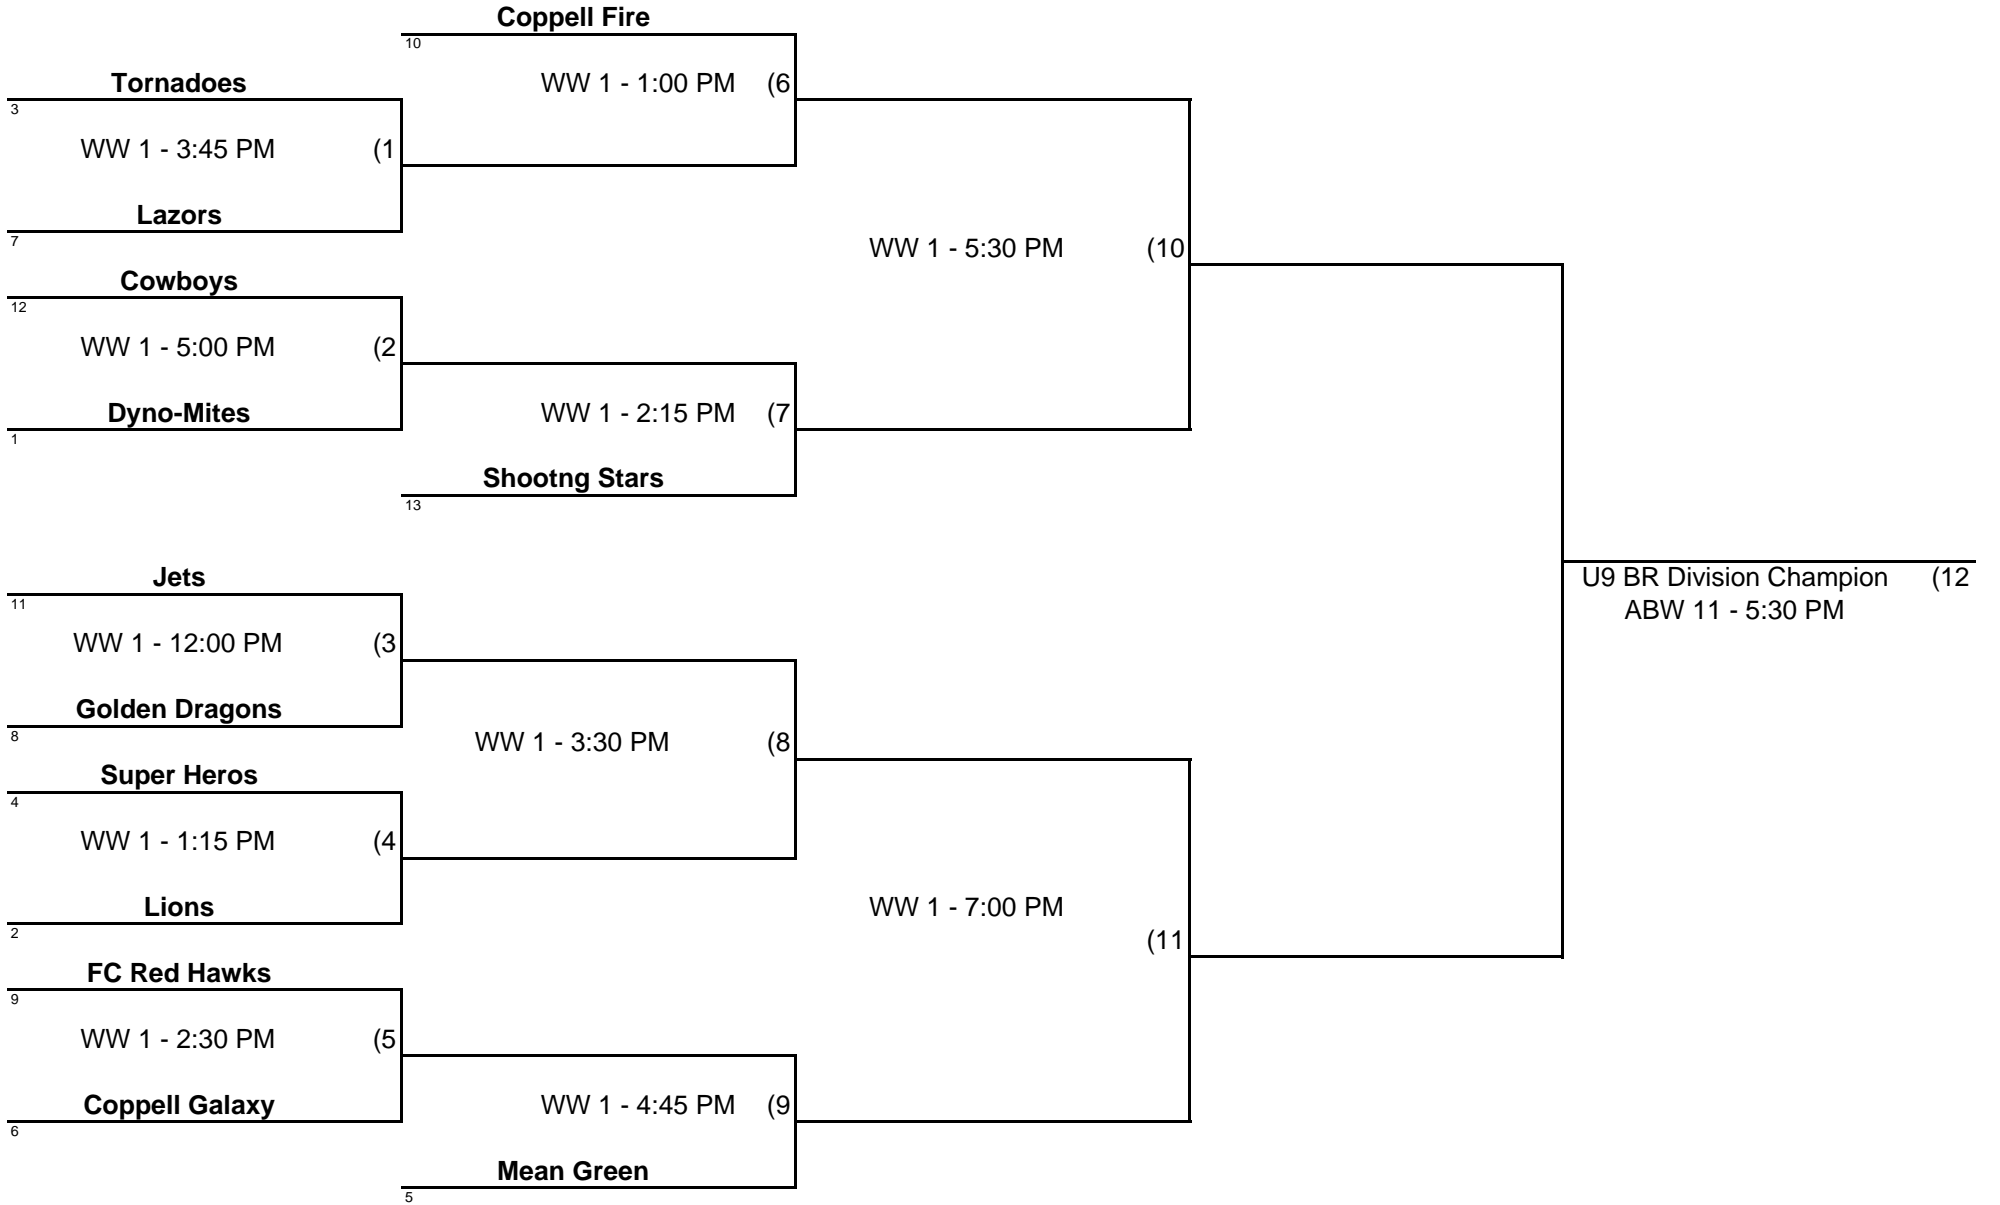 Coppell Fire
10
Tornadoes
WW 1 - 1:00 PM (6
3
WW 1 - 3:45 PM (1
Lazors
7
WW 1 - 5:30 PM (10
Cowboys
12
WW 1 - 5:00 PM (2
Dyno-Mites
WW 1 - 2:15 PM (7
1
Shootng Stars
13
Jets
U9 BR Division Champion (12
11
ABW 11 - 5:30 PM
WW 1 - 12:00 PM (3
Golden Dragons
8
WW 1 - 3:30 PM (8
Super Heros
4
WW 1 - 1:15 PM (4
Lions
WW 1 - 7:00 PM
2
(11
FC Red Hawks
9
WW 1 - 2:30 PM (5
Coppell Galaxy
WW 1 - 4:45 PM (9
6
Mean Green
5